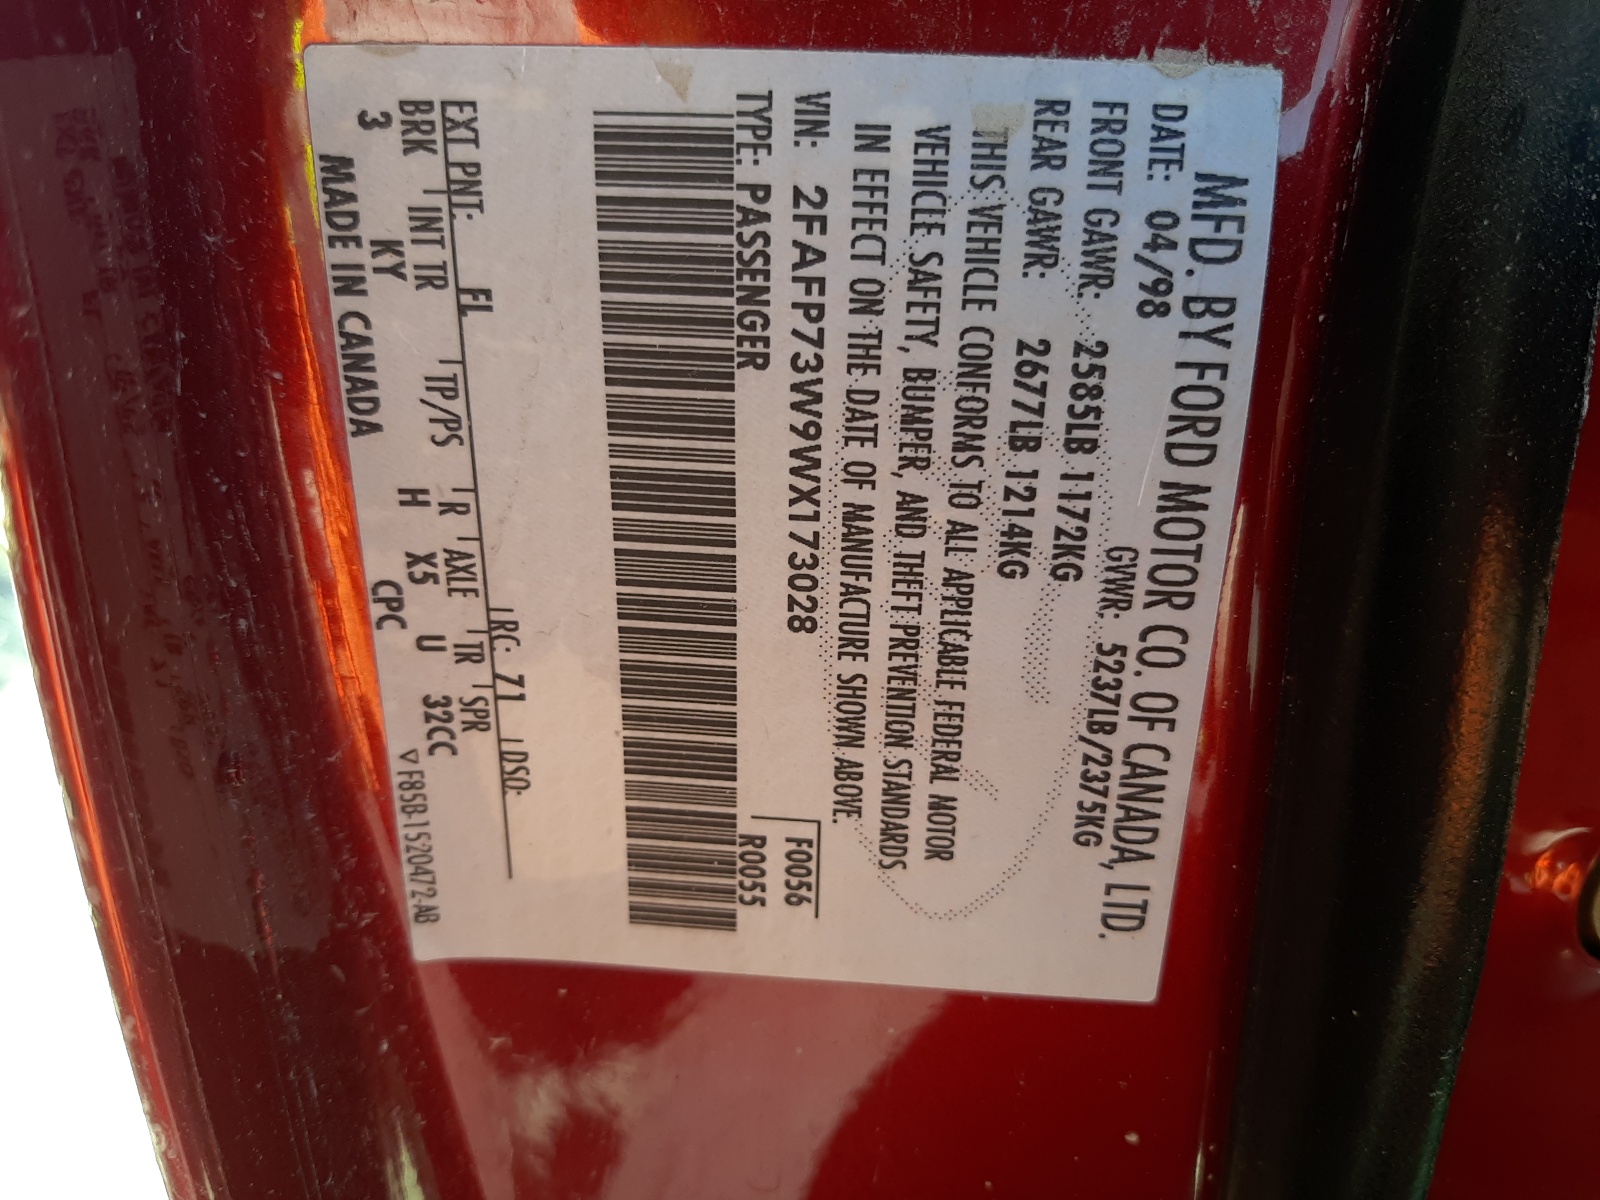 MFD. BY FORD MOTOR CO. OF CANADA, LTD.
DATE: 04/98 GVWR: 5237LB/2375KG
FRONT GAWR: 2585LB 1172KG
REAR GAWR: 2677LB 1214KG
THIS VEHICLE CONFORMS TO ALL APPLICABLE FEDERAL MOTOR
VEHICLE SAFETY, BUMPER, AND THEFT PREVENTION STANDARDS
IN EFFECT ON THE DATE OF MANUFACTURE SHOWN ABOVE.
VIN: 2FAFP73W9WX173028 F0056
TYPE: PASSENGER R0055
EXT PNT: FL RC: 71 DSO:
BRK INT TR TP/PS R AXLE TR SPR
3 KY H X5 U 32CC
MADE IN CANADA CPC ▽F85B-1520472-AB